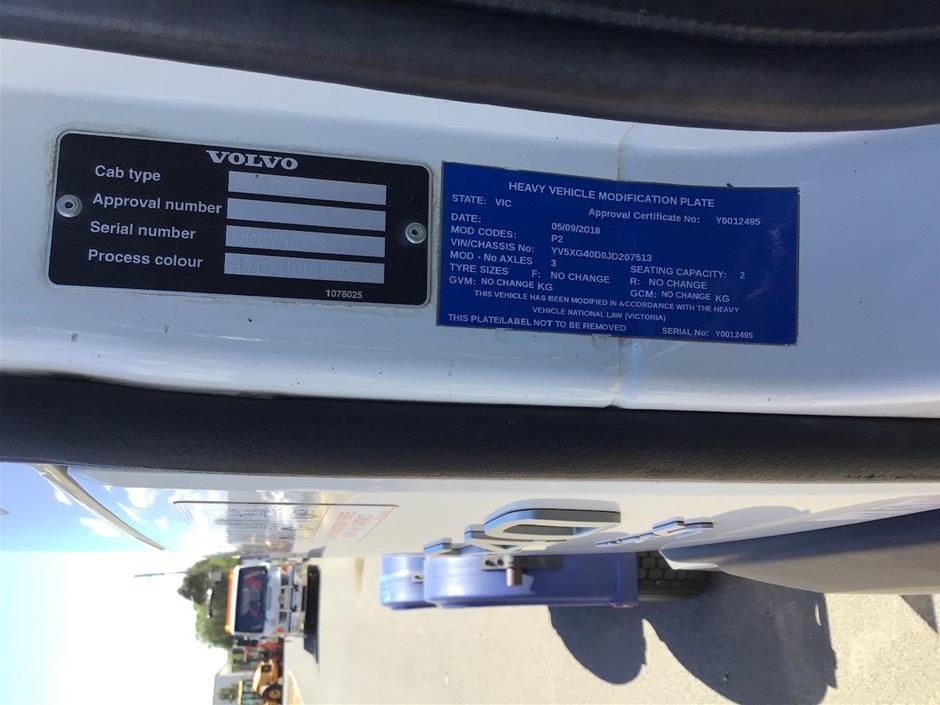 VOLVO
Cab type
Approval number
Serial number
Process colour
1078025
HEAVY VEHICLE MODIFICATION PLATE
STATE: VIC Approval Certificate No: Y0012495
DATE: 05/09/2018
MOD CODES: P2
VIN/CHASSIS No: YV5XG40D0JD207513
MOD - No AXLES 3 SEATING CAPACITY: 2
TYRE SIZES F: NO CHANGE R: NO CHANGE
GVM: NO CHANGE KG GCM: NO CHANGE KG
THIS VEHICLE HAS BEEN MODIFIED IN ACCORDANCE WITH THE HEAVY
VEHICLE NATIONAL LAW (VICTORIA)
THIS PLATE/LABEL NOT TO BE REMOVED SERIAL No: Y0012495